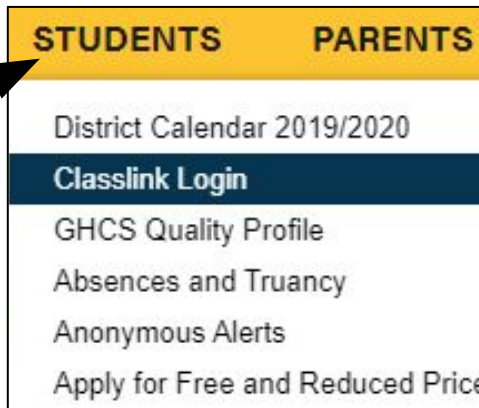 STUDENTS PARENTS
District Calendar 2019/2020
Classlink Login
GHCS Quality Profile
Absences and Truancy
Anonymous Alerts
Apply for Free and Reduced Price